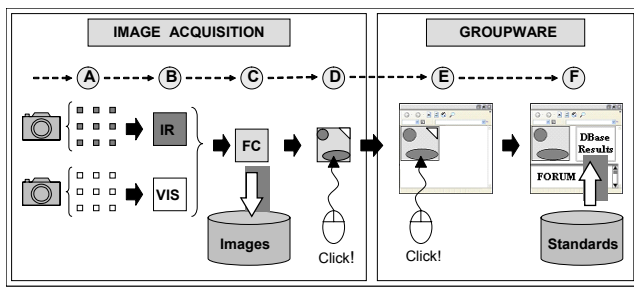 IMAGE ACQUISITION
GROUPWARE
A B C D E F
IR
FC
VIS
Images
Click!
Click!
DBase
Results
FORUM
Standards